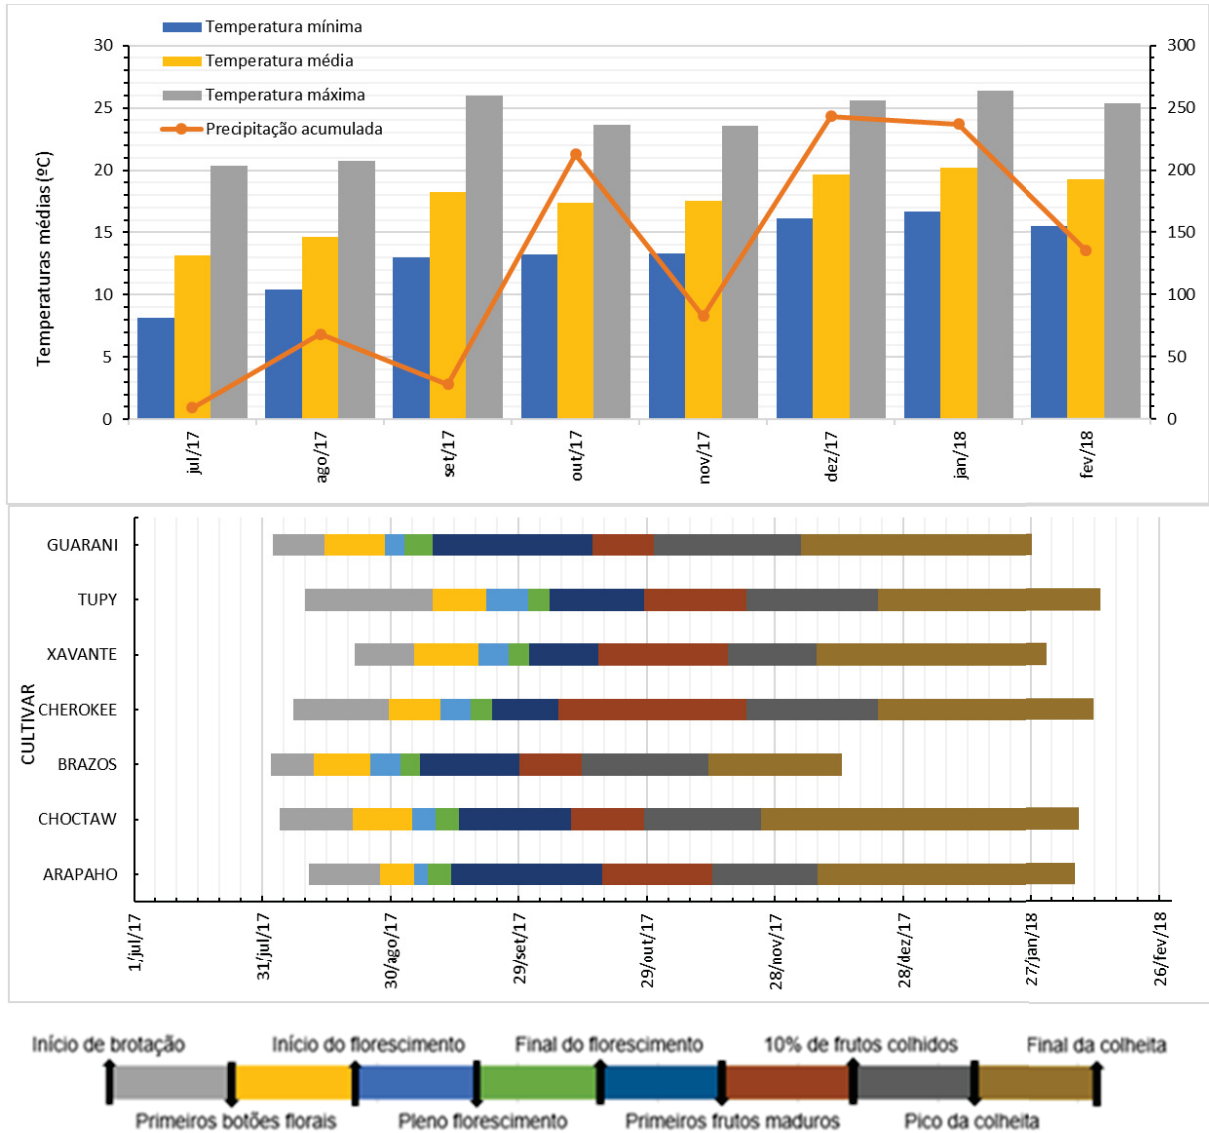 Temperatura mínima
Temperatura média
Temperatura máxima
Precipitação acumulada
Temperaturas médias (ºC)
30
25
20
15
10
5
0
300
250
200
150
100
50
0
jul/17
ago/17
set/17
out/17
nov/17
dez/17
jan/18
fev/18
CULTIVAR
GUARANI
TUPY
XAVANTE
CHEROKEE
BRAZOS
CHOCTAW
ARAPAHO
1/jul/17
31/jul/17
30/ago/17
29/set/17
29/out/17
28/nov/17
28/dez/17
27/jan/18
26/fev/18
Início de brotação
Início do florescimento
Final do florescimento
10% de frutos colhidos
Final da colheita
Primeiros botões florais
Pleno florescimento
Primeiros frutos maduros
Pico da colheita